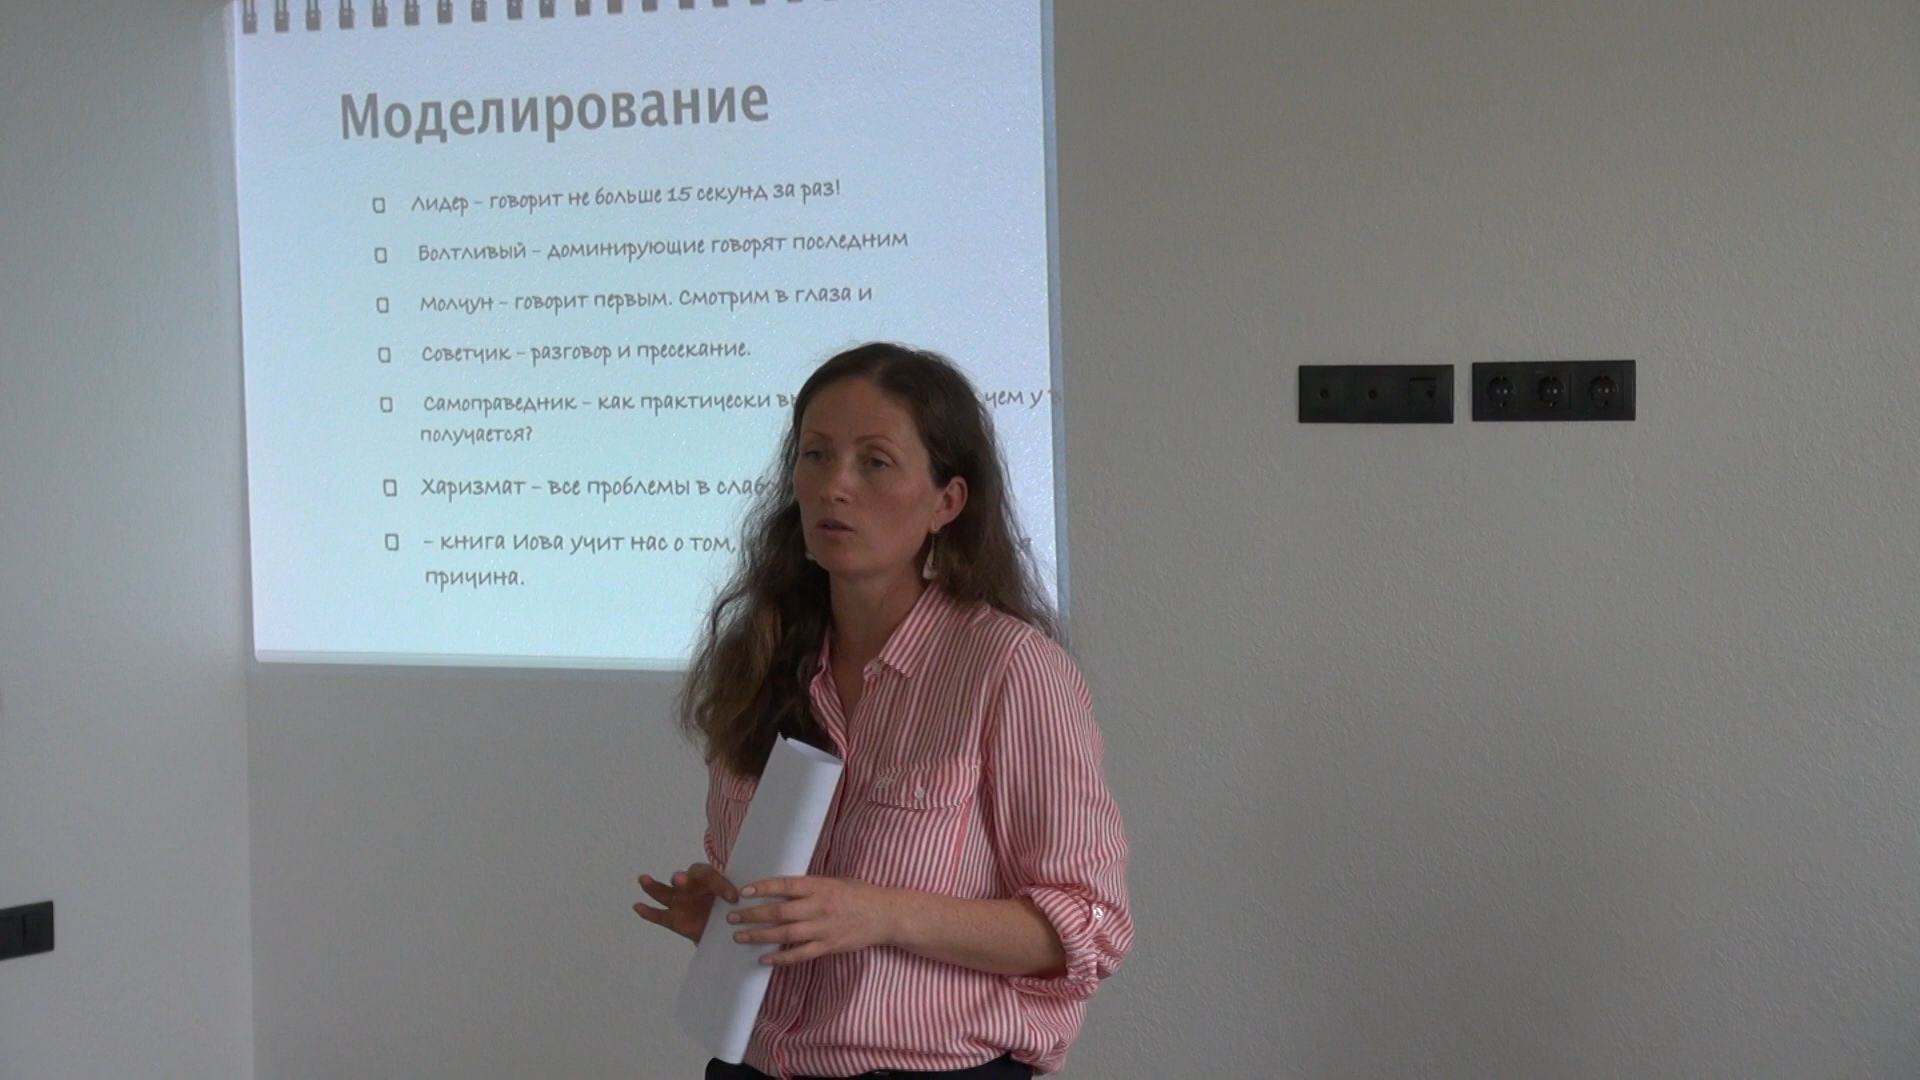 Моделирование
Лидер – говорит не больше 15 секунд за раз!
Болтливый – доминирующие говорят последним
Молчун – говорит первым. Смотрим в глаза и
Советчик – разговор и пресекание.
Самоправедник – как практически чем у
получается?
Харизмат – все проблемы в
– книга Иова учит нас о том,
причина.